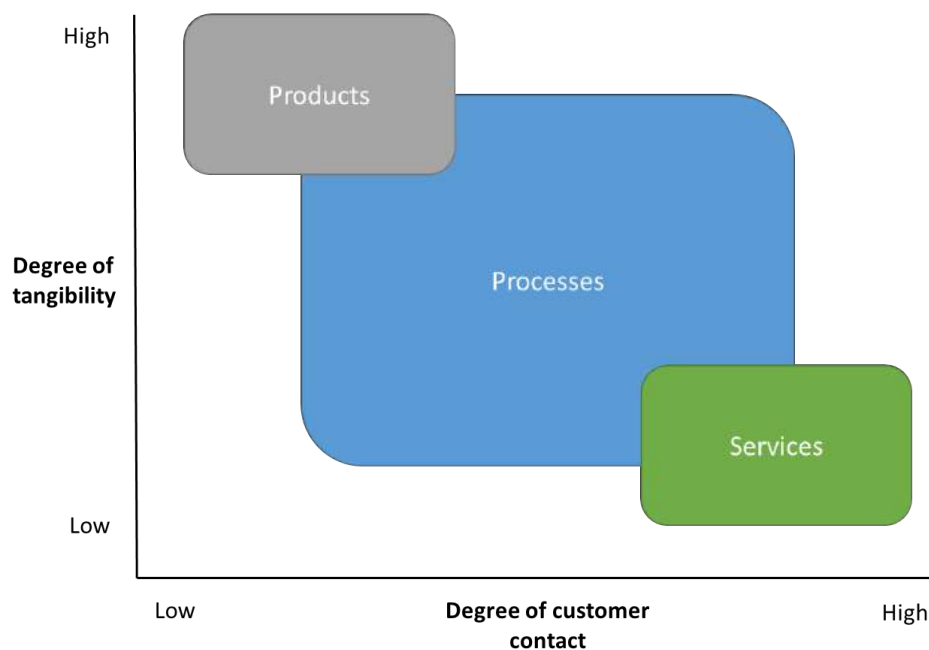 High
Products
Degree of
tangibility
Processes
Services
Low
Low
Degree of customer
contact
High